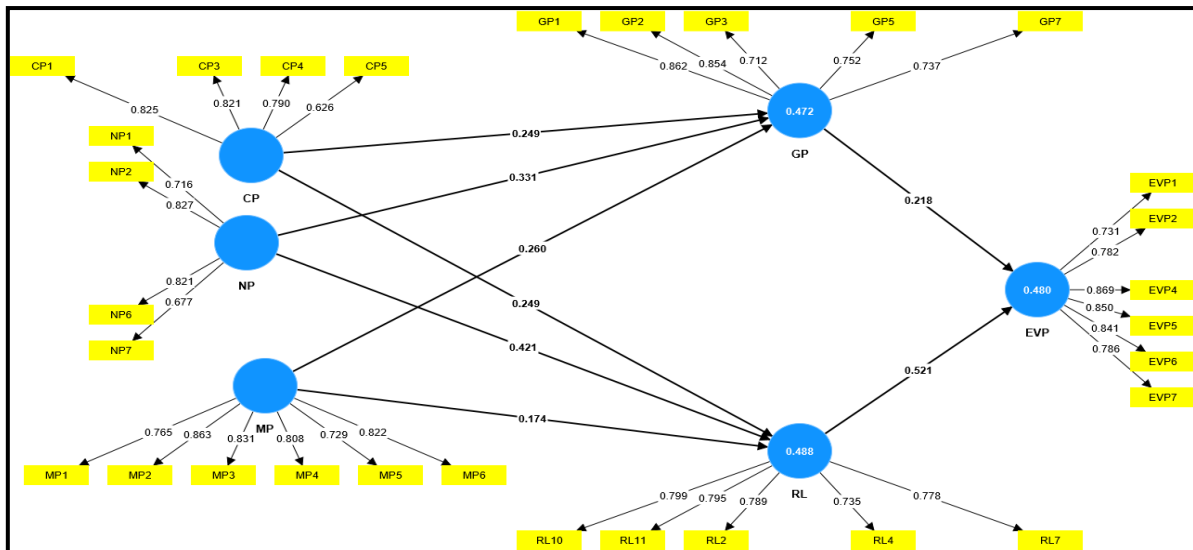 GP1 GP2 GP3 GP5 GP7
CP1 CP3 CP4 CP5
0.862 0.854 0.712 0.752 0.737
0.825 0.821 0.790 0.626
0.472
GP
NP1
NP2
0.716
0.827
CP
0.249
0.331
0.260
0.218
NP
0.821
0.677
NP6
NP7
0.249
0.421
0.174
0.521
EVP1
EVP2
EVP4
EVP5
EVP6
EVP7
0.731
0.782
0.869
0.850
0.841
0.786
0.480
EVP
MP
0.765 0.863 0.831 0.808 0.729 0.822
MP1 MP2 MP3 MP4 MP5 MP6
0.488
RL
0.799 0.795 0.789 0.735 0.778
RL10 RL11 RL2 RL4 RL7